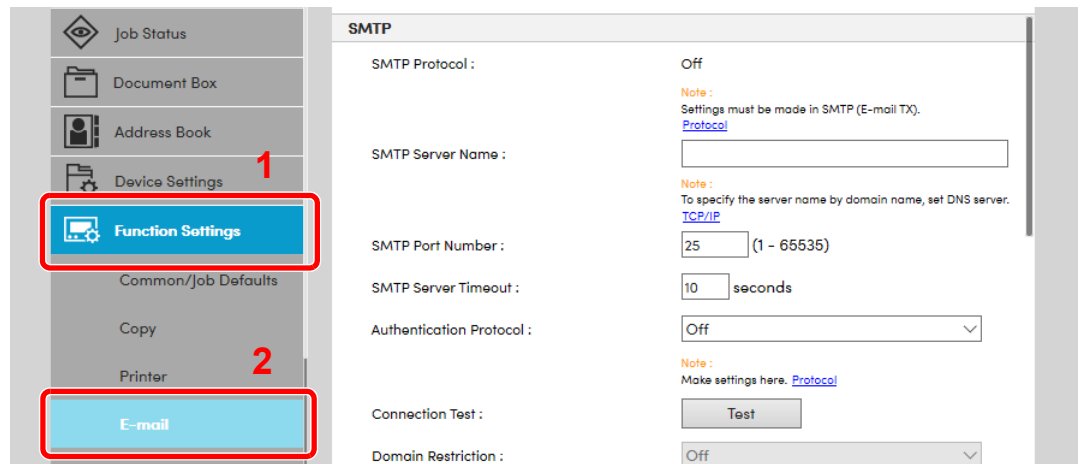 Job Status
Document Box
Address Book
1
Device Settings
Function Settings
Common/Job Defaults
Copy
2
Printer
E-mail
SMTP
SMTP Protocol : Off
Note :
Settings must be made in SMTP (E-mail TX).
Protocol
SMTP Server Name :
Note :
To specify the server name by domain name, set DNS server.
TCP/IP
SMTP Port Number : 25 (1 - 65535)
SMTP Server Timeout : 10 seconds
Authentication Protocol : Off
Note :
Make settings here. Protocol
Connection Test : Test
Domain Restriction : Off